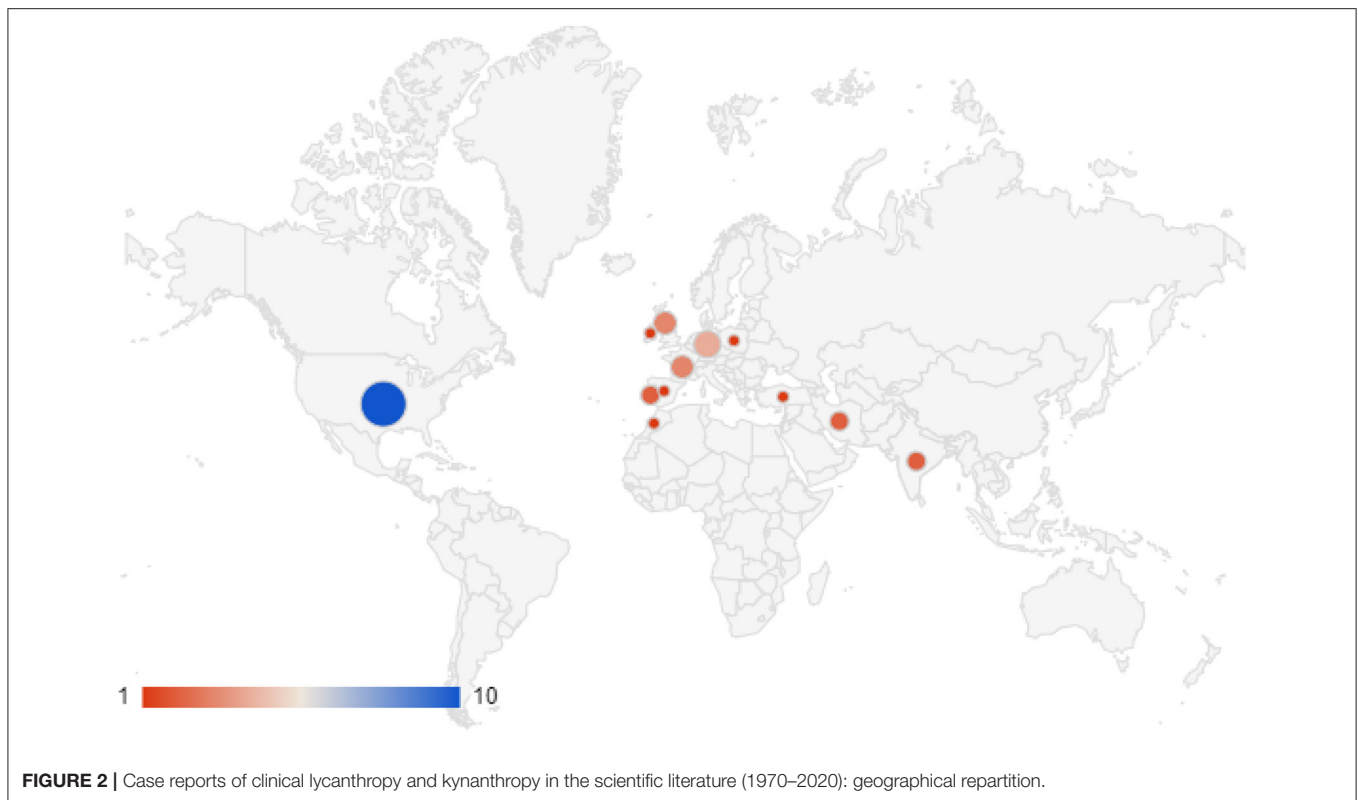 1 10
FIGURE 2 | Case reports of clinical lycanthropy and kynanthropy in the scientific literature (1970–2020): geographical repartition.